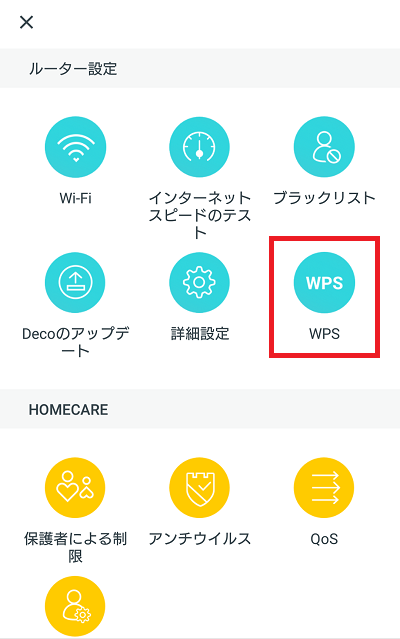 ルーター設定
Wi-Fi
インターネット
スピードのテス
ト
ブラックリスト
Decoのアップデ
ート
詳細設定
WPS
WPS
HOMECARE
保護者による制
限
アンチウイルス
QoS